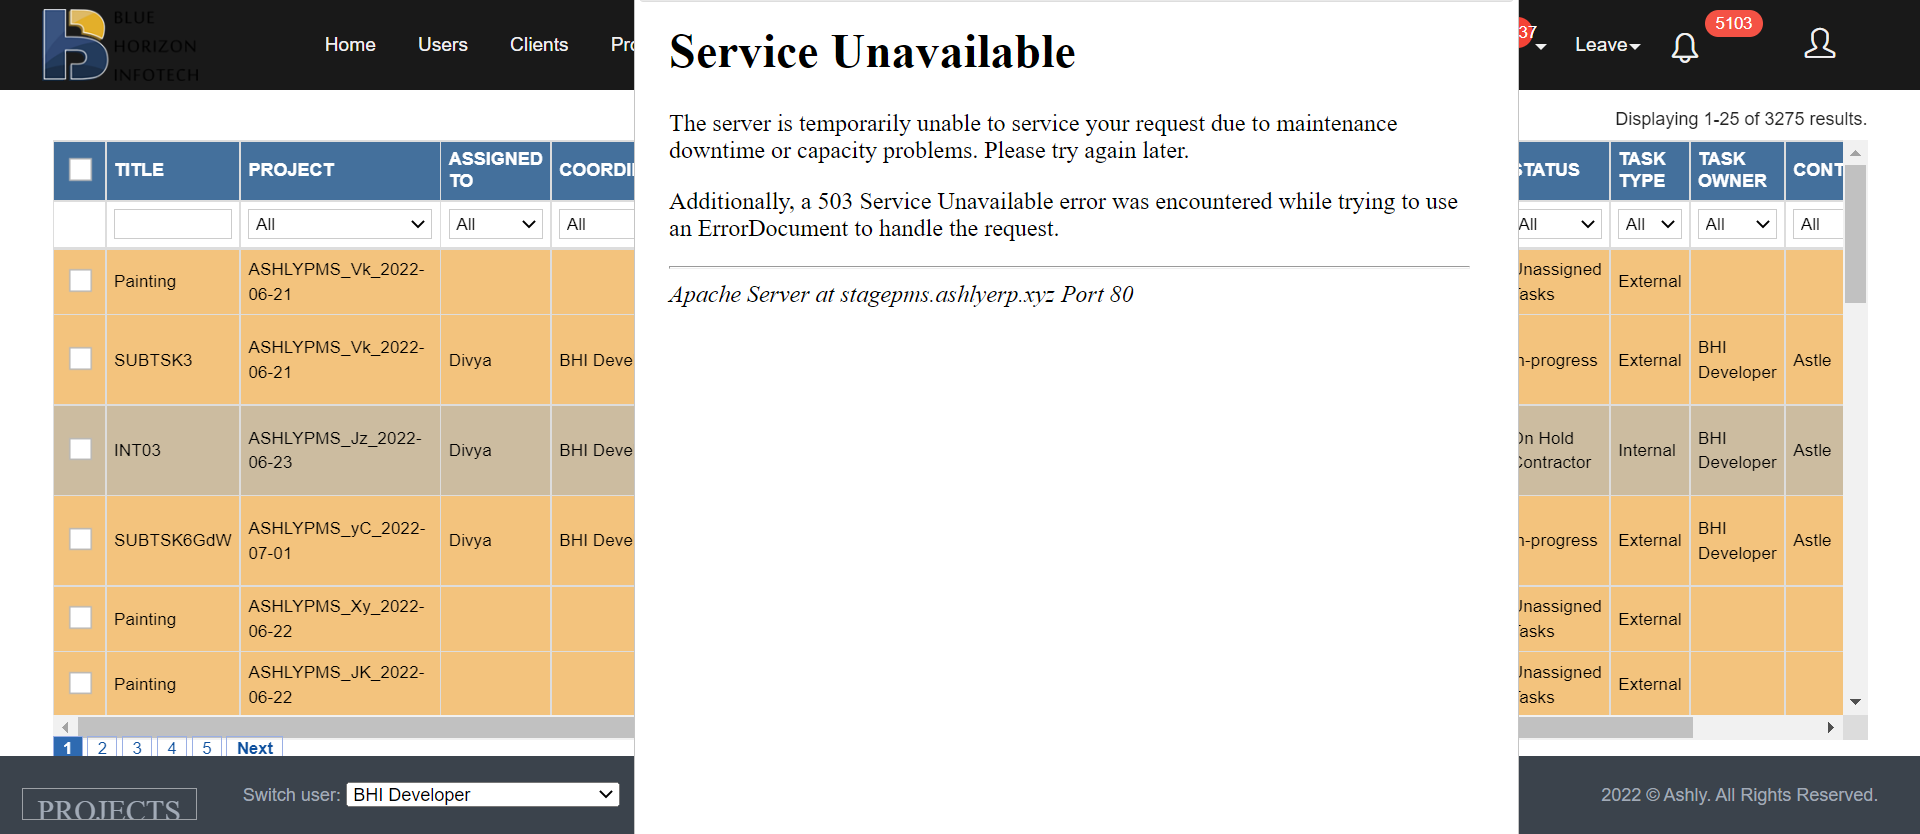 BLUE
HORIZON
INFOTECH
Home Users Clients
37 Leave 5103
Service Unavailable
The server is temporarily unable to service your request due to maintenance
downtime or capacity problems. Please try again later.
Additionally, a 503 Service Unavailable error was encountered while trying to use
an ErrorDocument to handle the request.
Apache Server at stagepms.ashlyerp.xyz Port 80
Displaying 1-25 of 3275 results.
TITLE PROJECT ASSIGNED TO COORDI STATUS TASK TYPE TASK OWNER CONT
All All All All All All All
Painting ASHLYPMS_Vk_2022-06-21 Unassigned Tasks External
SUBTSK3 ASHLYPMS_Vk_2022-06-21 Divya BHI Deve n-progress External BHI Developer Astle
INT03 ASHLYPMS_Jz_2022-06-23 Divya BHI Deve On Hold Contractor Internal BHI Developer Astle
SUBTSK6GdW ASHLYPMS_yC_2022-07-01 Divya BHI Deve n-progress External BHI Developer Astle
Painting ASHLYPMS_Xy_2022-06-22 Unassigned Tasks External
Painting ASHLYPMS_JK_2022-06-22 Unassigned Tasks External
1 2 3 4 5 Next
PROJECTS
Switch user: BHI Developer
2022 © Ashly. All Rights Reserved.